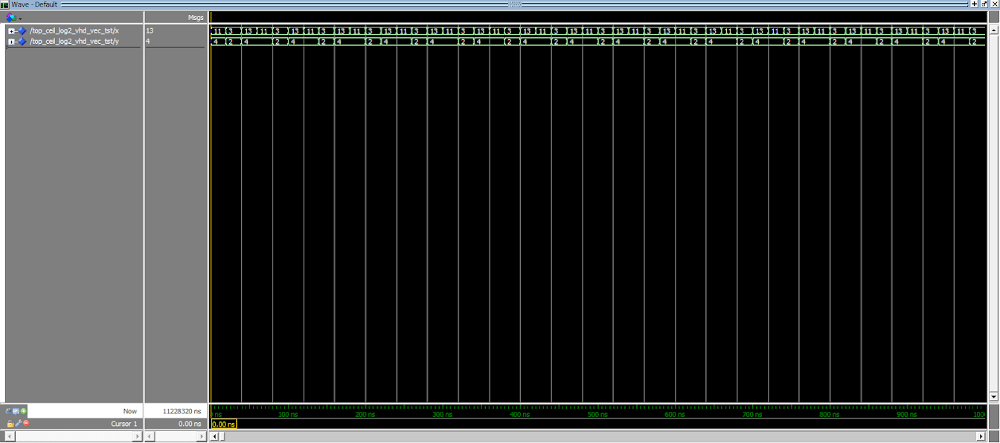 Wave - Default
Msgs
/top_ceil_log2_vhd_vec_tst/x 13 11 3 13 11 3 13 11 3 13 11 3 13 11 3 13 11 3 13 11 3 13 11 3 13 11 3 13 11 3 13 11 3 13 11 3 13 11 3 13 11 3 13 11 3 13 11 3 13 11 3
/top_ceil_log2_vhd_vec_tst/y 4 4 2 4 2 4 2 4 2 4 2 4 2 4 2 4 2 4 2 4 2 4 2 4 2 4 2 4 2 4 2 4 2 4 2
Now 11228320 ns ns 100 ns 200 ns 300 ns 400 ns 500 ns 600 ns 700 ns 800 ns 900 ns 100
Cursor 1 0.00 ns 0.00 ns